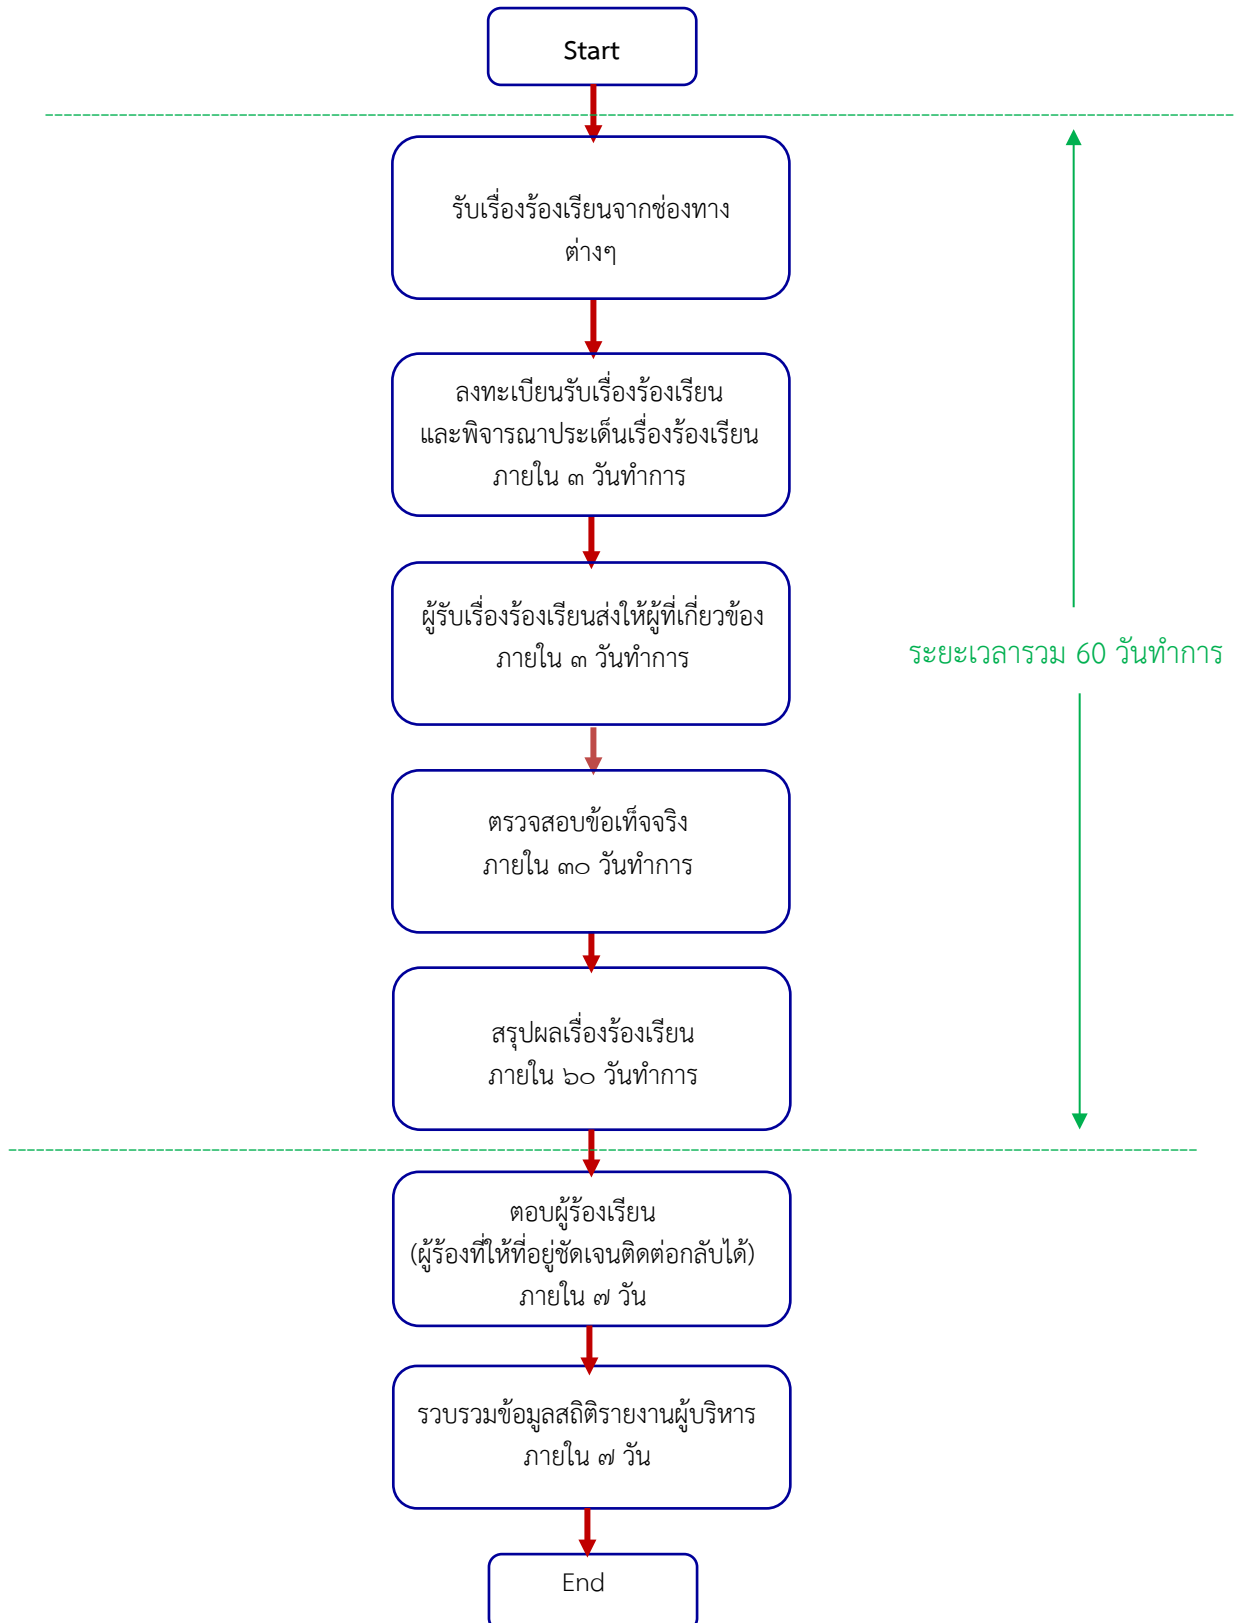 Start
รับเรื่องร้องเรียนจากช่องทาง
ต่างๆ
ลงทะเบียนรับเรื่องร้องเรียน
และพิจารณาประเด็นเรื่องร้องเรียน
ภายใน ๓ วันทำการ
ผู้รับเรื่องร้องเรียนส่งให้ผู้ที่เกี่ยวข้อง
ภายใน ๓ วันทำการ
ระยะเวลารวม 60 วันทำการ
ตรวจสอบข้อเท็จจริง
ภายใน ๓๐ วันทำการ
สรุปผลเรื่องร้องเรียน
ภายใน ๖๐ วันทำการ
ตอบผู้ร้องเรียน
(ผู้ร้องที่ให้ที่อยู่ชัดเจนติดต่อกลับได้)
ภายใน ๗ วัน
รวบรวมข้อมูลสถิติรายงานผู้บริหาร
ภายใน ๗ วัน
End